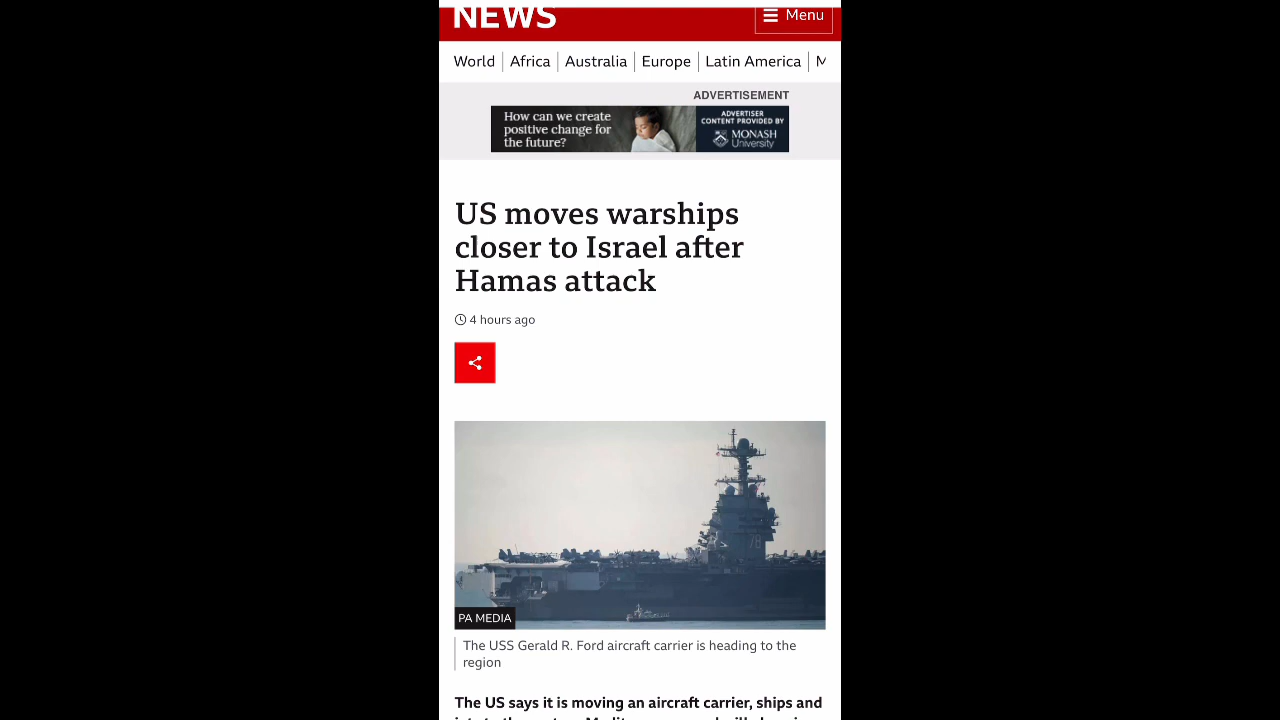 NEWS
Menu
World
Africa
Australia
Europe
Latin America
ADVERTISEMENT
How can we create
positive change for
the future?
ADVERTISER
CONTENT PROVIDED BY
MONASH
University
US moves warships
closer to Israel after
Hamas attack
4 hours ago
78
PA MEDIA
The USS Gerald R. Ford aircraft carrier is heading to the
region
The US says it is moving an aircraft carrier, ships and